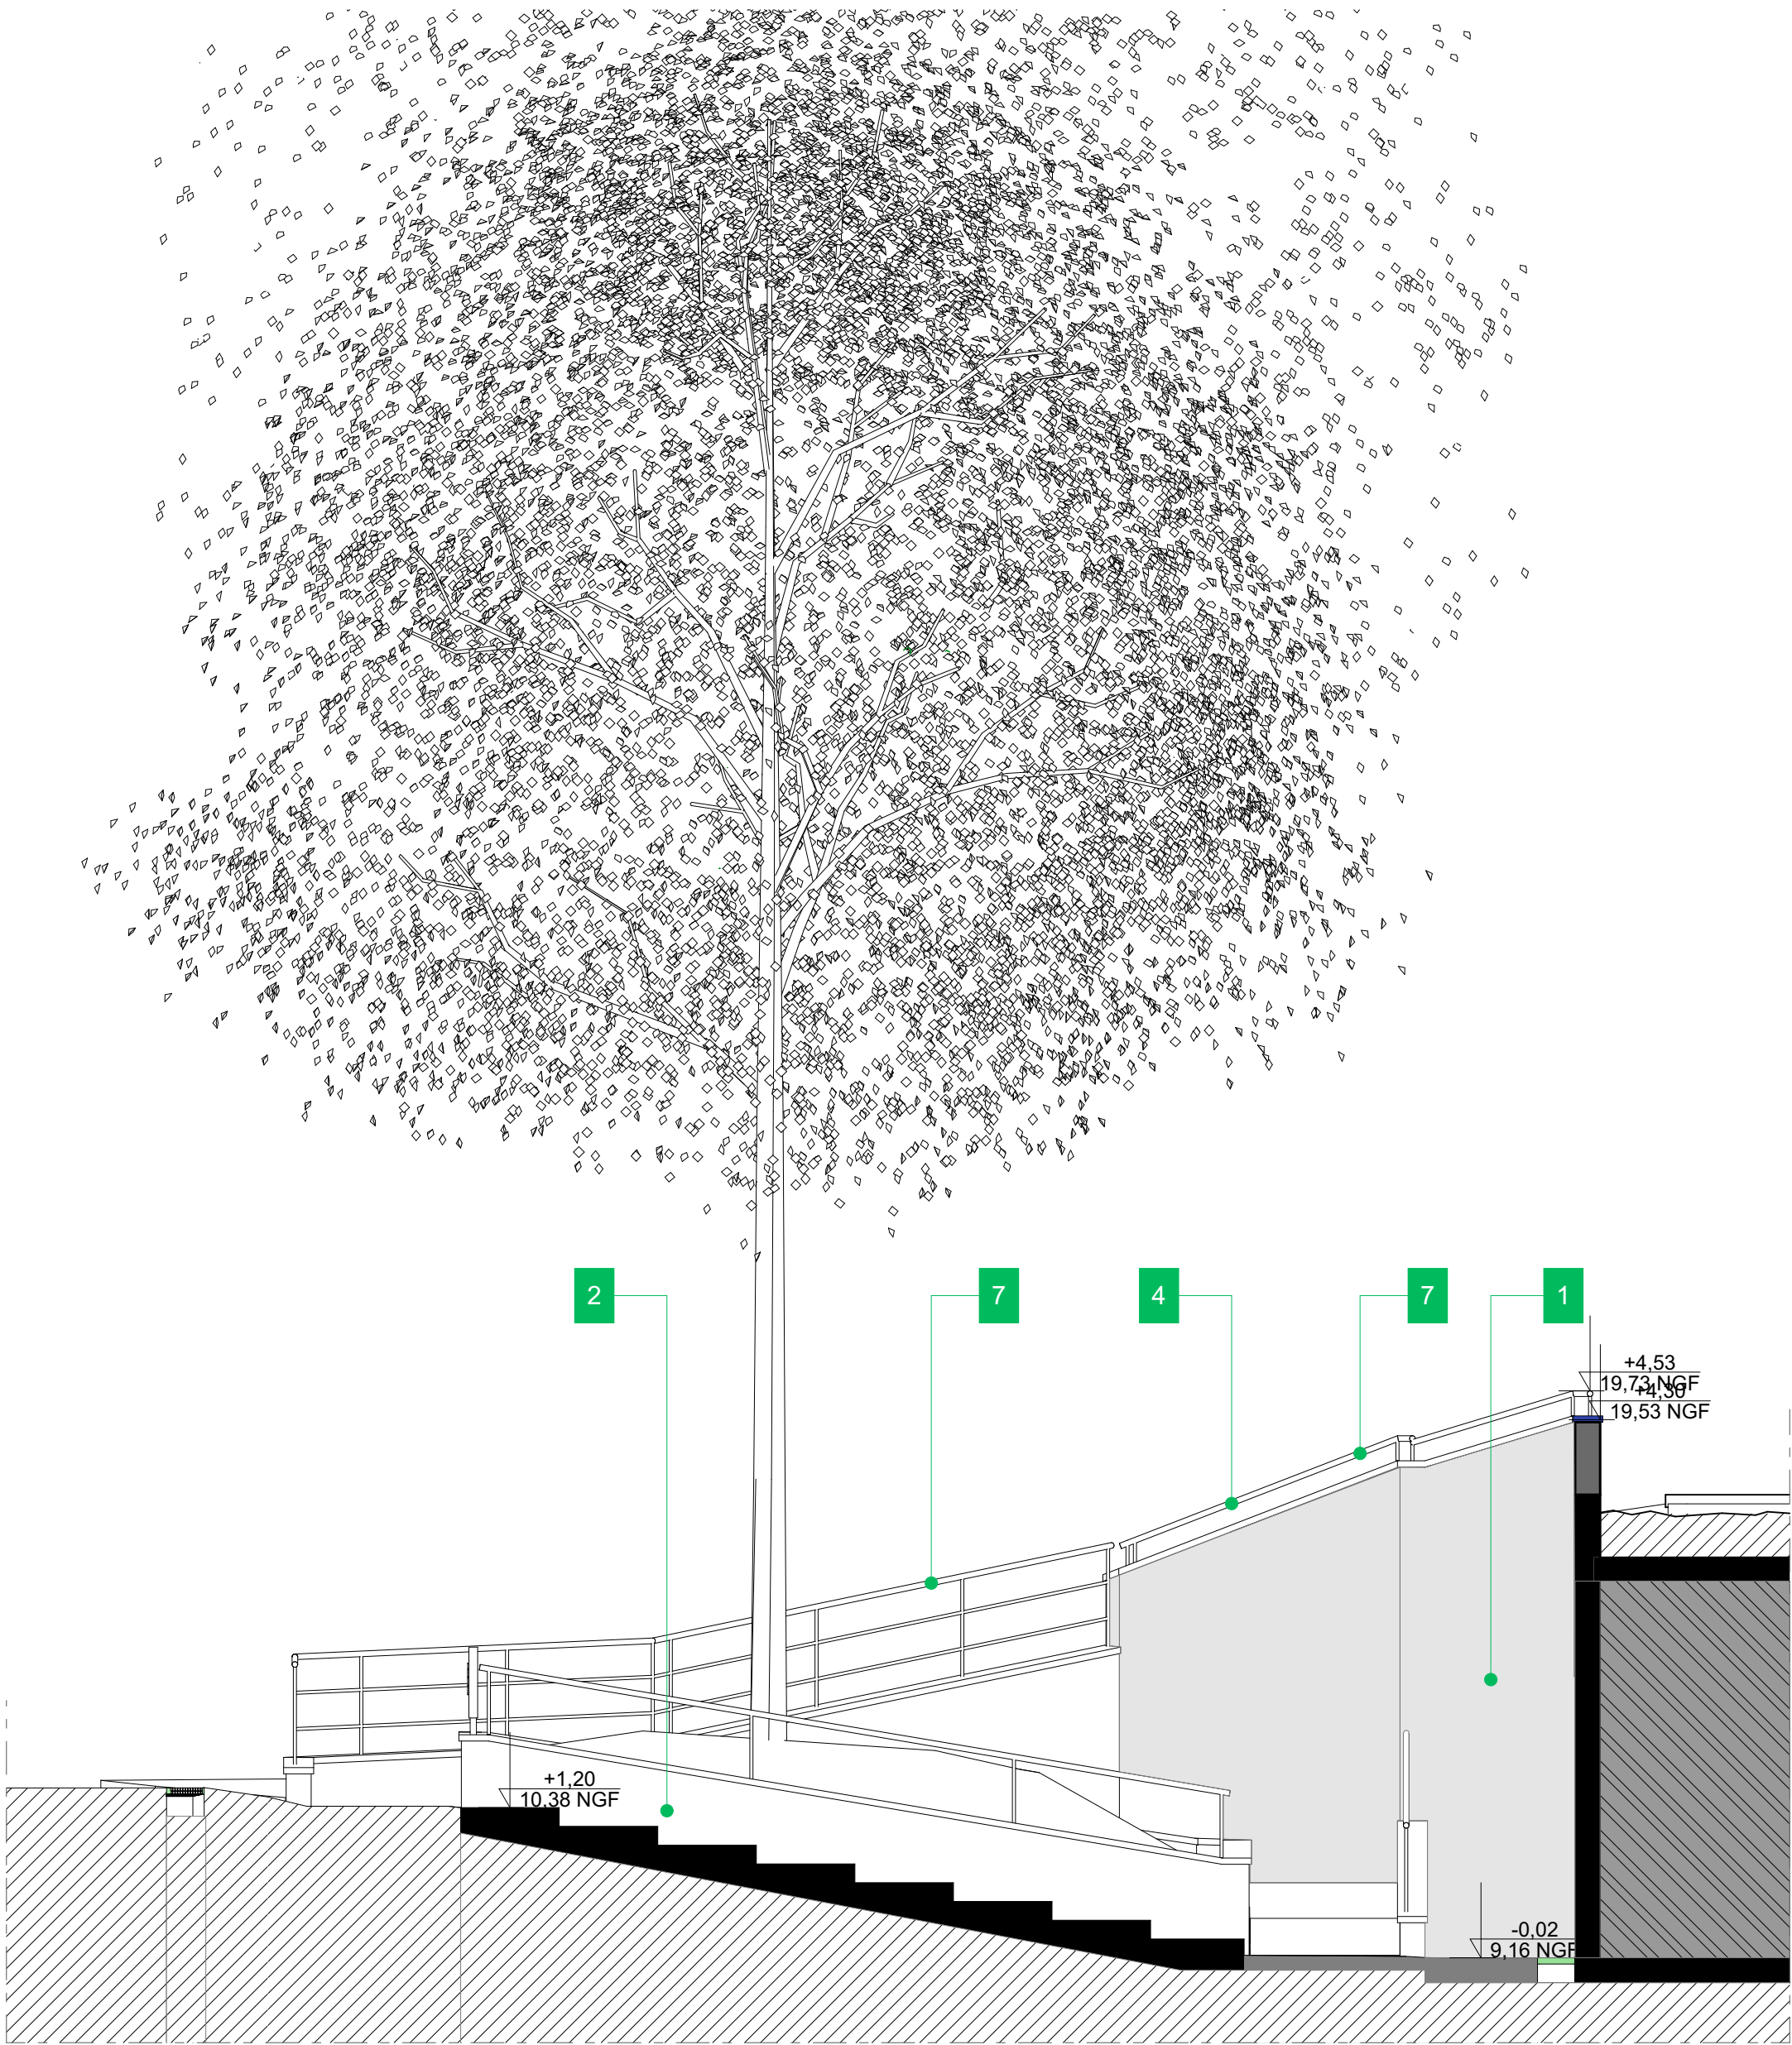 2
7
4
7
1
+4,53
19,73 NGF
+4,30
19,53 NGF
+1,20
10,38 NGF
-0,02
9,16 NGF